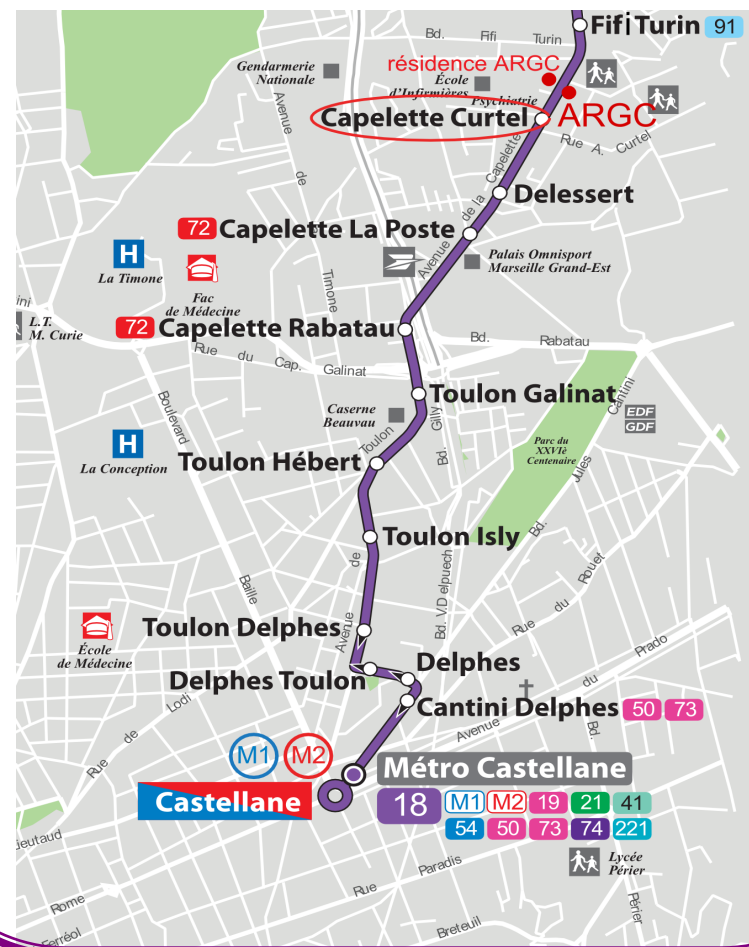 Bd. Fifi Turin
Fifi Turin 91
Gendarmerie
Nationale
résidence ARGC
École
d'Infirmières
Psychiatrie
Capelette Curtel
ARGC
Rue A. Curtel
Avenue de
Timone
Avenue de la Capelette
Delessert
72 Capelette La Poste
Palais Omnisport
Marseille Grand-Est
H
La Timone
Fac
de Médecine
ini
L.T.
M. Curie
72 Capelette Rabatau
Bd. Rabatau
Rue du Cap. Galinat
Toulon Galinat
Cantini
EDF
GDF
Caserne
Beauvau
Boulevard
Baille
Toulon
Bd. Gilly
Parc du
XXVIè
Centenaire
H
La Conception
Toulon Hébert
Jules
Bd.
Toulon Isly
de
Avenue
Bd. V.Delpuech
Rue du Rouet
École
de Médecine
Toulon Delphes
Delphes Toulon
Delphes
Cantini Delphes 50 73
Avenue du Prado
Bd.
Périer
Rue de Lodi
M1 M2
Métro Castellane
Castellane
18 M1 M2 19 21 41
54 50 73 74 221
Lycée
Périer
Lieutaud
Rue Paradis
Rome
Breteuil
Ferréol